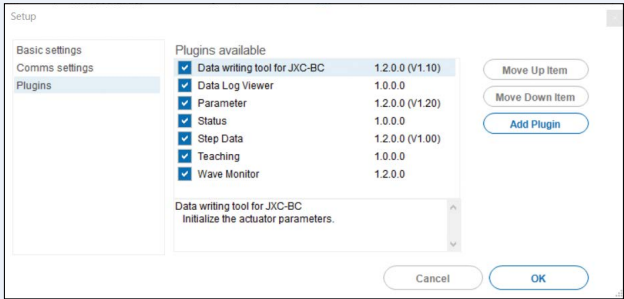 Setup
Basic settings
Comms settings
Plugins
Plugins available
Data writing tool for JXC-BC 1.2.0.0 (V1.10)
Data Log Viewer 1.0.0.0
Parameter 1.2.0.0 (V1.20)
Status 1.0.0.0
Step Data 1.2.0.0 (V1.00)
Teaching 1.0.0.0
Wave Monitor 1.2.0.0
Move Up Item
Move Down Item
Add Plugin
Data writing tool for JXC-BC
Initialize the actuator parameters.
Cancel
OK